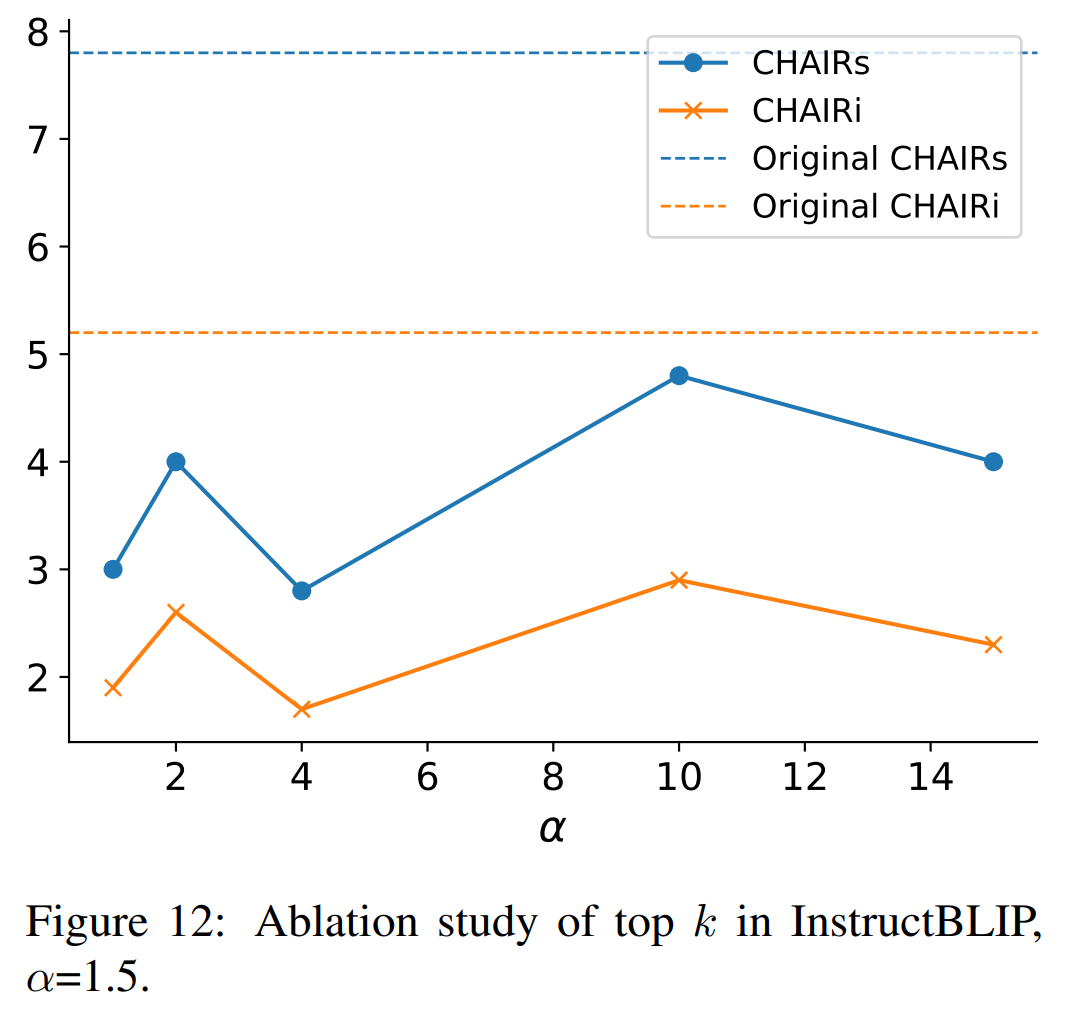 8
7
6
5
4
3
2
CHAIRs
CHAIRi
Original CHAIRs
Original CHAIRi
2 4 6 8 10 12 14
α
Figure 12: Ablation study of top k in InstructBLIP,
α=1.5.